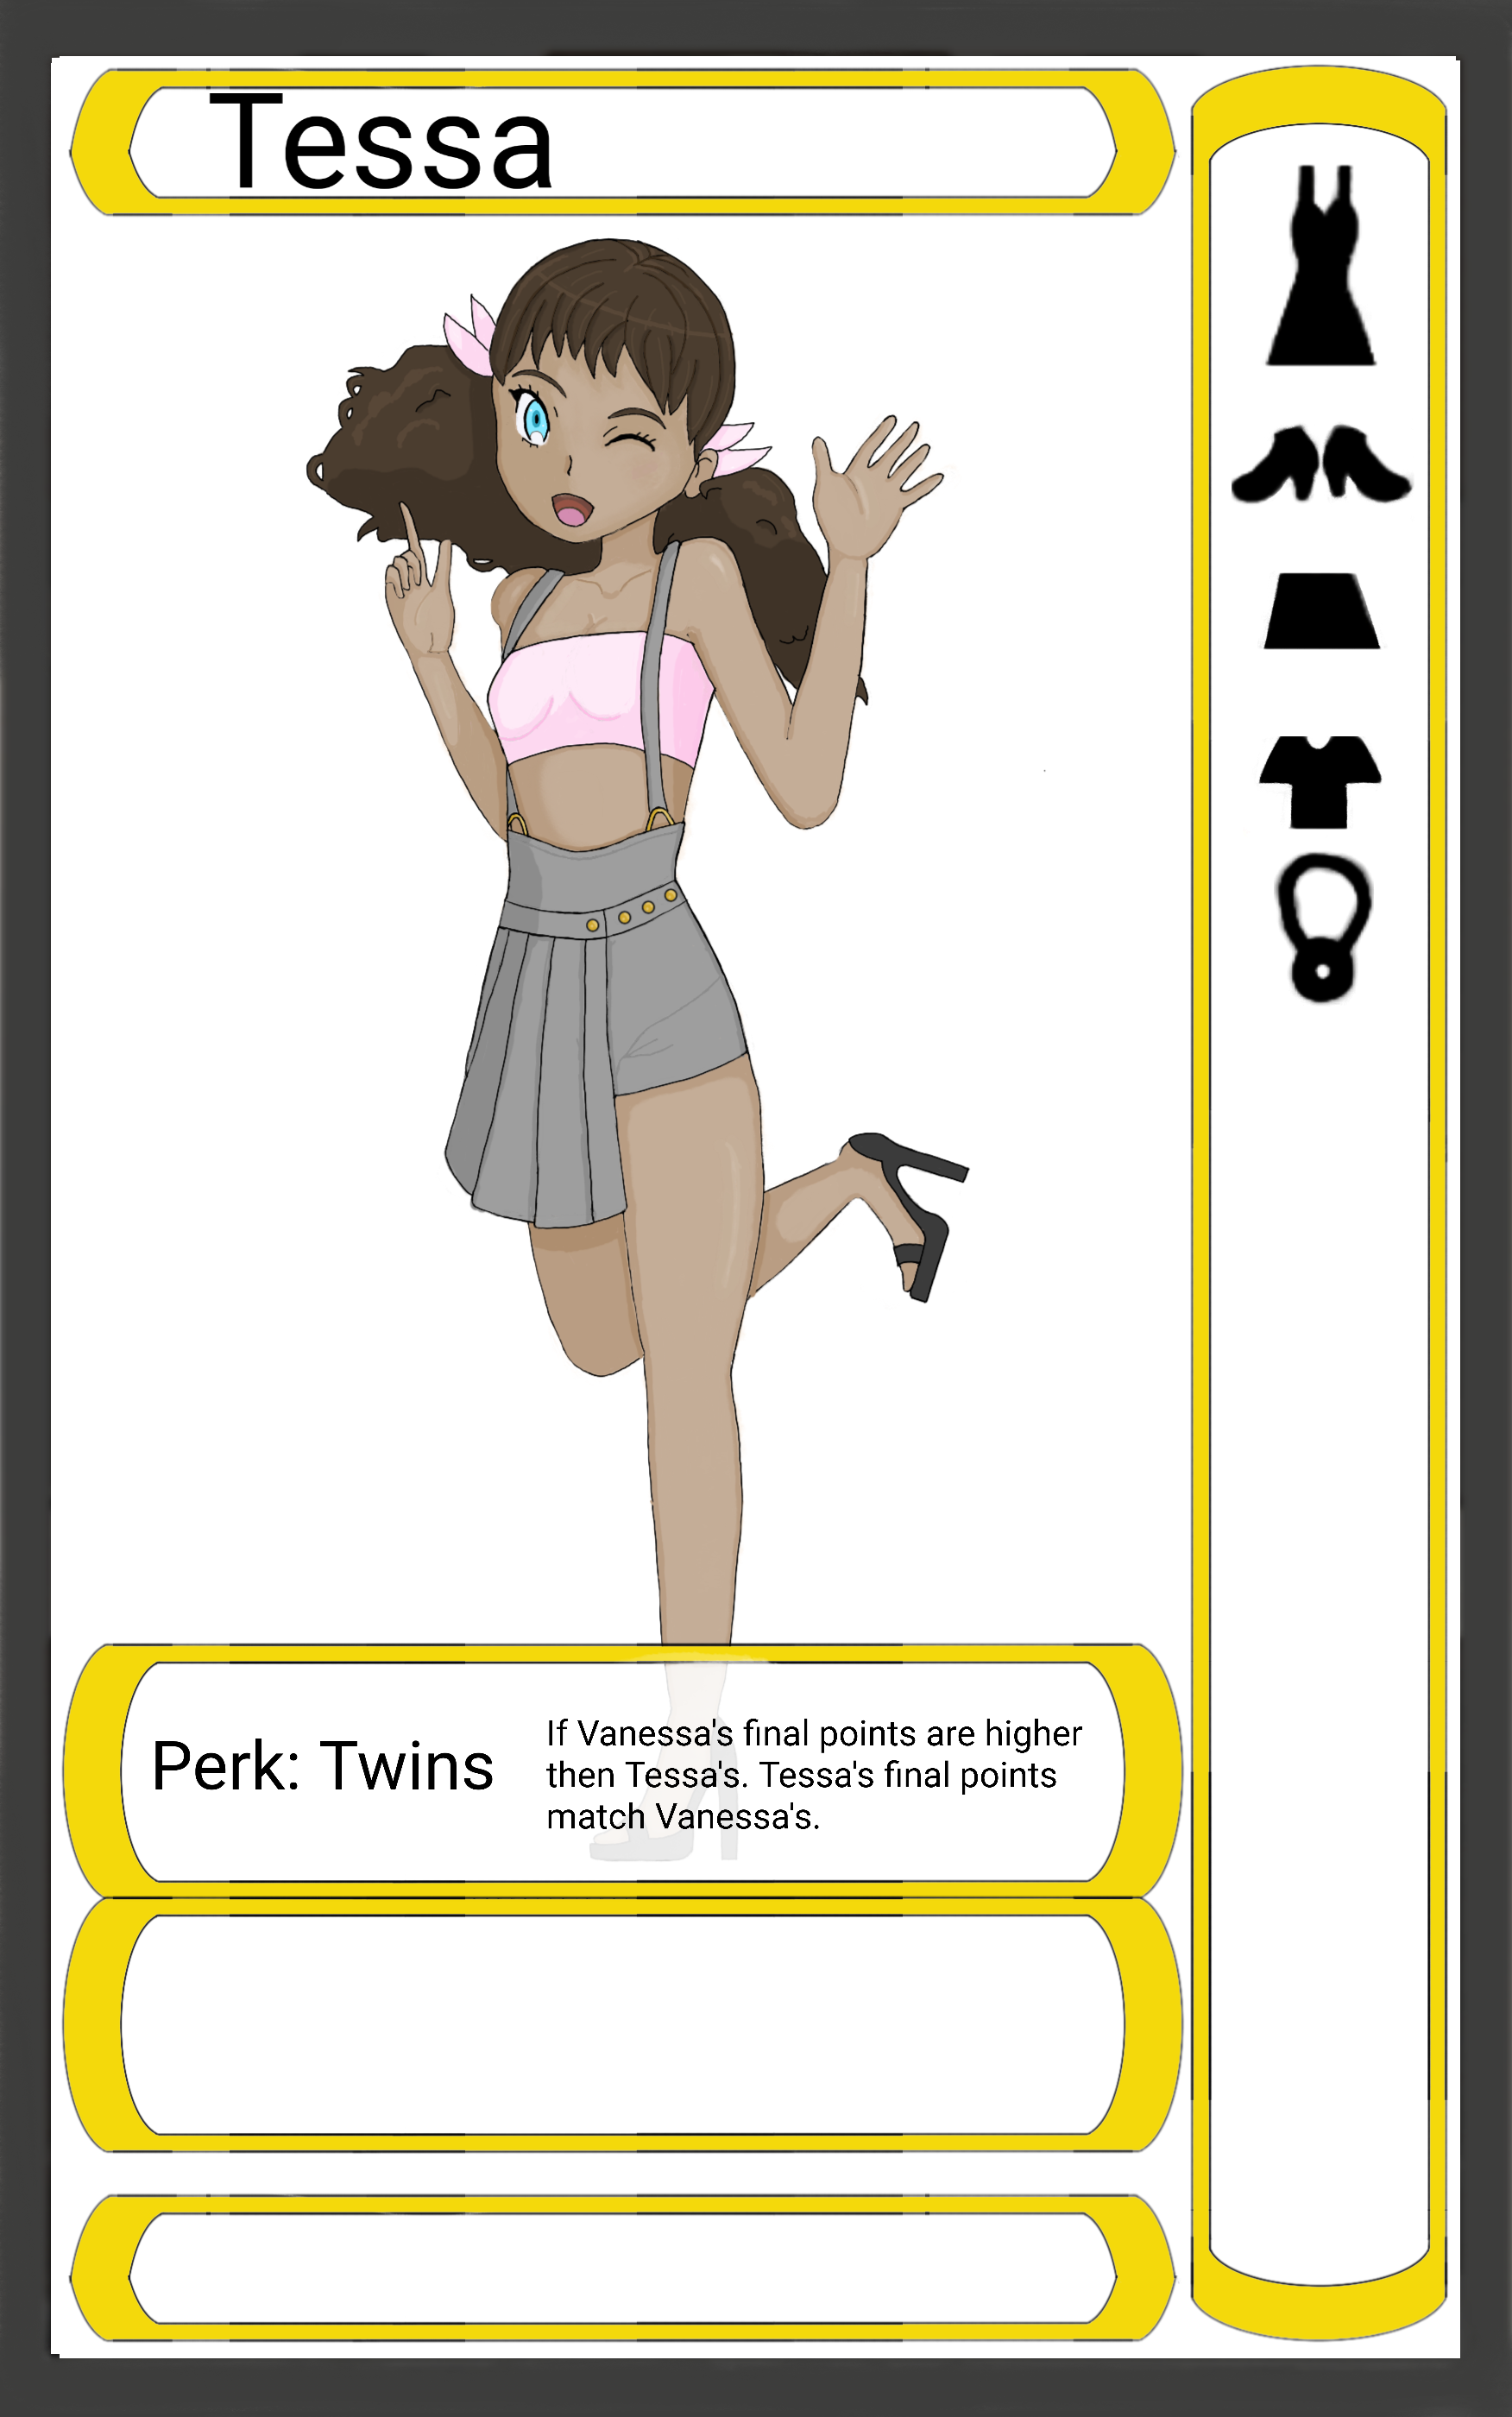 Tessa
Perk: Twins
If Vanessa's final points are higher
then Tessa's. Tessa's final points
match Vanessa's.